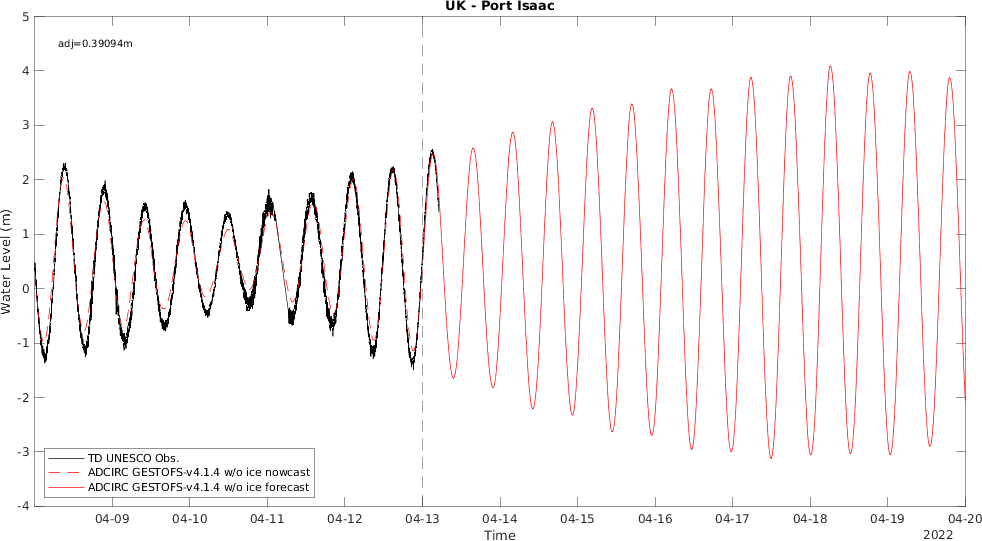 UK - Port Isaac
adj=0.39094m
Water Level (m)
5
4
3
2
1
0
-1
-2
-3
-4
TD UNESCO Obs.
ADCIRC GESTOFS-v4.1.4 w/o ice nowcast
ADCIRC GESTOFS-v4.1.4 w/o ice forecast
04-09 04-10 04-11 04-12 04-13 04-14 04-15 04-16 04-17 04-18 04-19 04-20
Time
2022